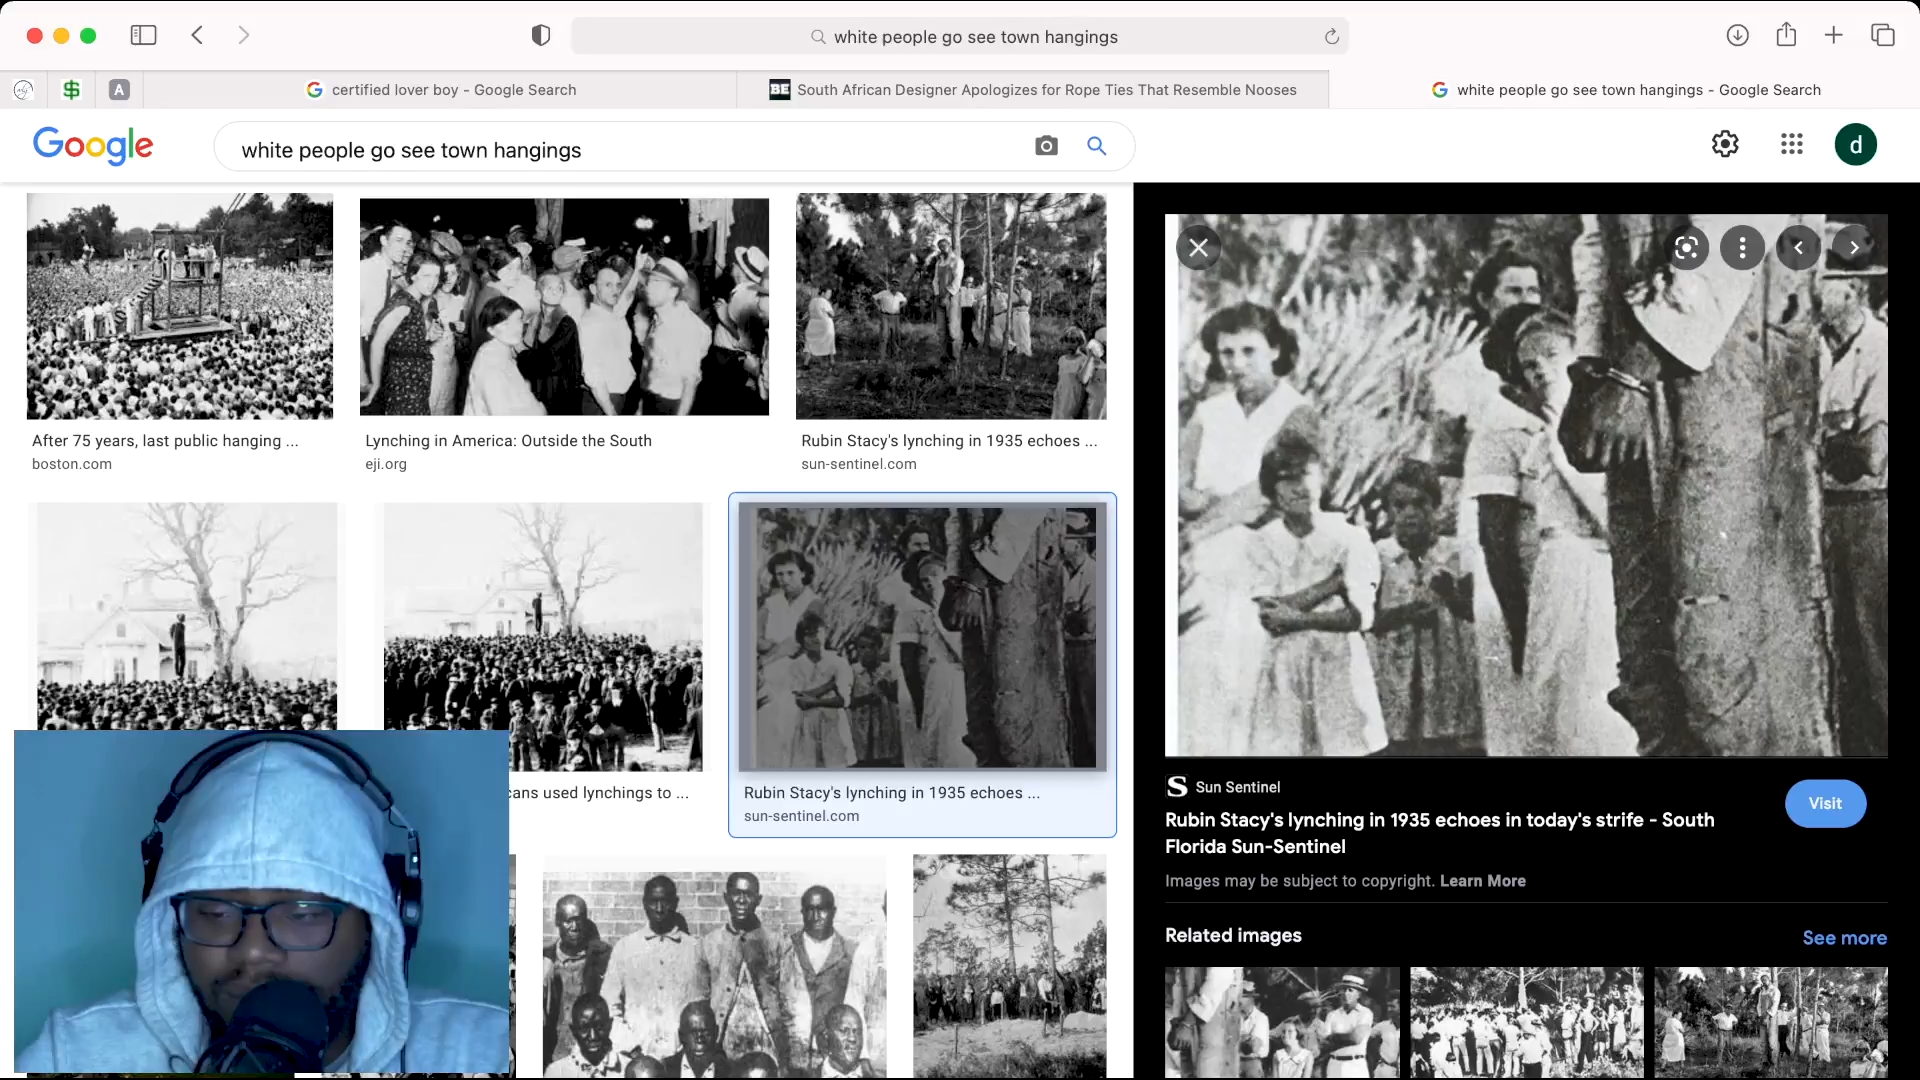 white people go see town hangings
A
certified lover boy - Google Search
BE
South African Designer Apologizes for Rope Ties That Resemble Nooses
white people go see town hangings - Google Search
Google
white people go see town hangings
d
After 75 years, last public hanging ...
boston.com
Lynching in America: Outside the South
eji.org
Rubin Stacy's lynching in 1935 echoes ...
sun-sentinel.com
cans used lynchings to ...
Rubin Stacy's lynching in 1935 echoes ...
sun-sentinel.com
S Sun Sentinel
Visit
Rubin Stacy's lynching in 1935 echoes in today's strife - South
Florida Sun-Sentinel
Images may be subject to copyright. Learn More
Related images
See more